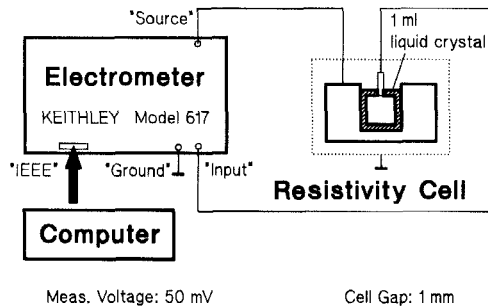 "Source"
1 ml
liquid crystal
Electrometer
KEITHLEY Model 617
"IEEE"
"Ground"
"Input"
Resistivity Cell
Computer
Meas. Voltage: 50 mV
Cell Gap: 1 mm